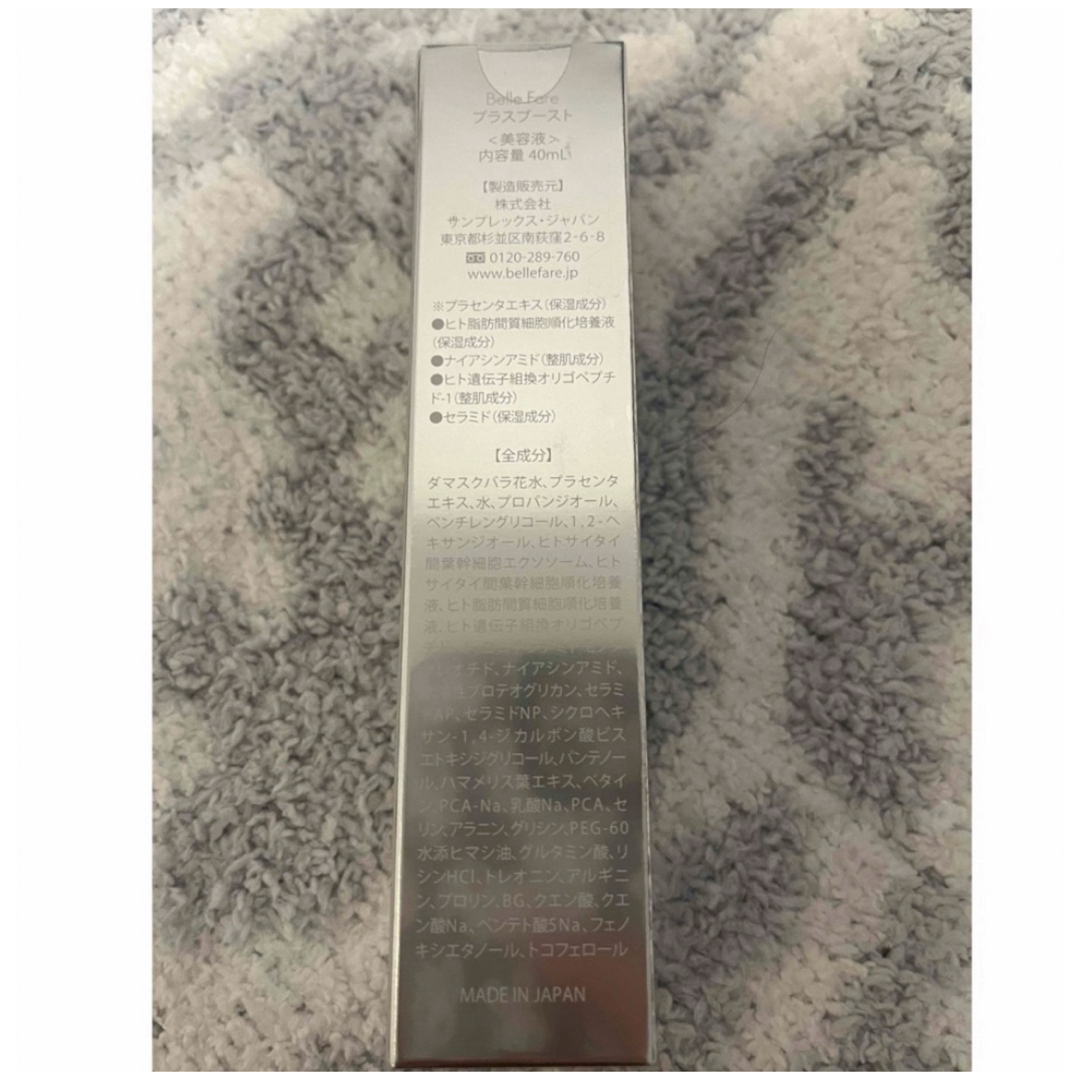 Belle Fare
プラスブースト
＜美容液＞
内容量 40mL
【製造販売元】
株式会社
サンプレックス・ジャパン
東京都杉並区南荻窪2-6-8
0120-289-760
www.bellefare.jp
※プラセンタエキス（保湿成分）
●ヒト脂肪間質細胞順化培養液
（保湿成分）
●ナイアシンアミド（整肌成分）
●ヒト遺伝子組換オリゴペプチ
ド-1（整肌成分）
●セラミド（保湿成分）
【全成分】
ダマスクバラ花水、プラセンタ
エキス、水、プロパンジオール、
ペンチレングリコール、1,2-ヘ
キサンジオール、ヒトサイタイ
間葉幹細胞エクソソーム、ヒト
サイタイ間葉幹細胞順化培養
液、ヒト脂肪間質細胞順化培養
液、ヒト遺伝子組換オリゴペプ
オチド、ナイアシンアミド、
性プロテオグリカン、セラミ
AP、セラミドNP、シクロヘキ
サン-1,4-ジカルボン酸ビス
エトキシジグリコール、パンテノー
ル、ハマメリス葉エキス、ベタイ
ン、PCA-Na、乳酸Na、PCA、セ
リン、アラニン、グリシン、PEG-60
水添ヒマシ油、グルタミン酸、リ
シンHCl、トレオニン、アルギニ
ン、プロリン、BG、クエン酸、クエ
ン酸Na、ペンテト酸5Na、フェノ
キシエタノール、トコフェロール
MADE IN JAPAN